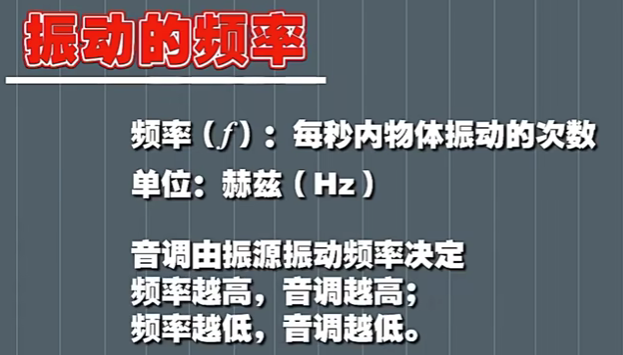 振动的频率
频率（f）：每秒内物体振动的次数
单位：赫兹（Hz）
音调由振源振动频率决定
频率越高，音调越高；
频率越低，音调越低。